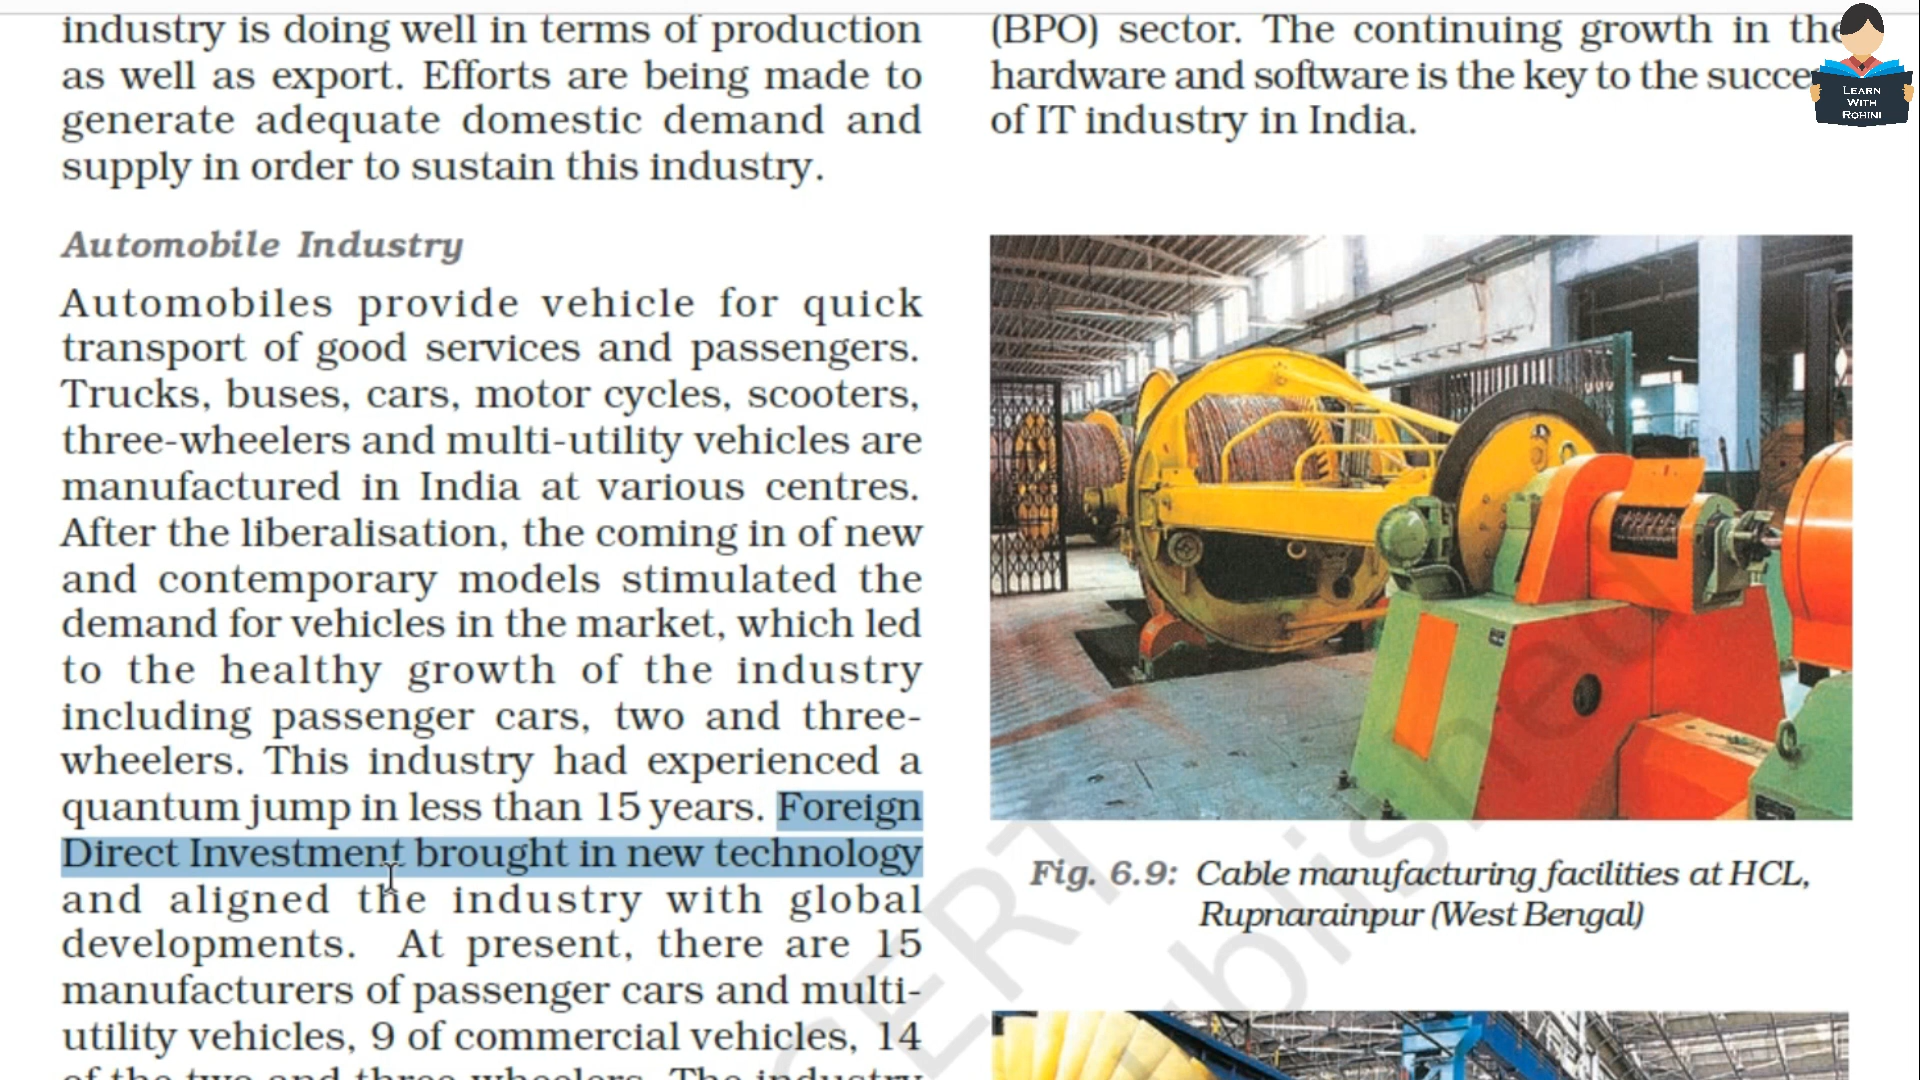 industry is doing well in terms of production
as well as export. Efforts are being made to
generate adequate domestic demand and
supply in order to sustain this industry.
Automobile Industry
Automobiles provide vehicle for quick
transport of good services and passengers.
Trucks, buses, cars, motor cycles, scooters,
three-wheelers and multi-utility vehicles are
manufactured in India at various centres.
After the liberalisation, the coming in of new
and contemporary models stimulated the
demand for vehicles in the market, which led
to the healthy growth of the industry
including passenger cars, two and three-
wheelers. This industry had experienced a
quantum jump in less than 15 years. Foreign
Direct Investment brought in new technology
and aligned the industry with global
developments. At present, there are 15
manufacturers of passenger cars and multi-
utility vehicles, 9 of commercial vehicles, 14
of the two and three-wheelers. The industry
(BPO) sector. The continuing growth in the
hardware and software is the key to the succe
of IT industry in India.
LEARN
WITH
ROHINI
Fig. 6.9: Cable manufacturing facilities at HCL,
Rupnarainpur (West Bengal)